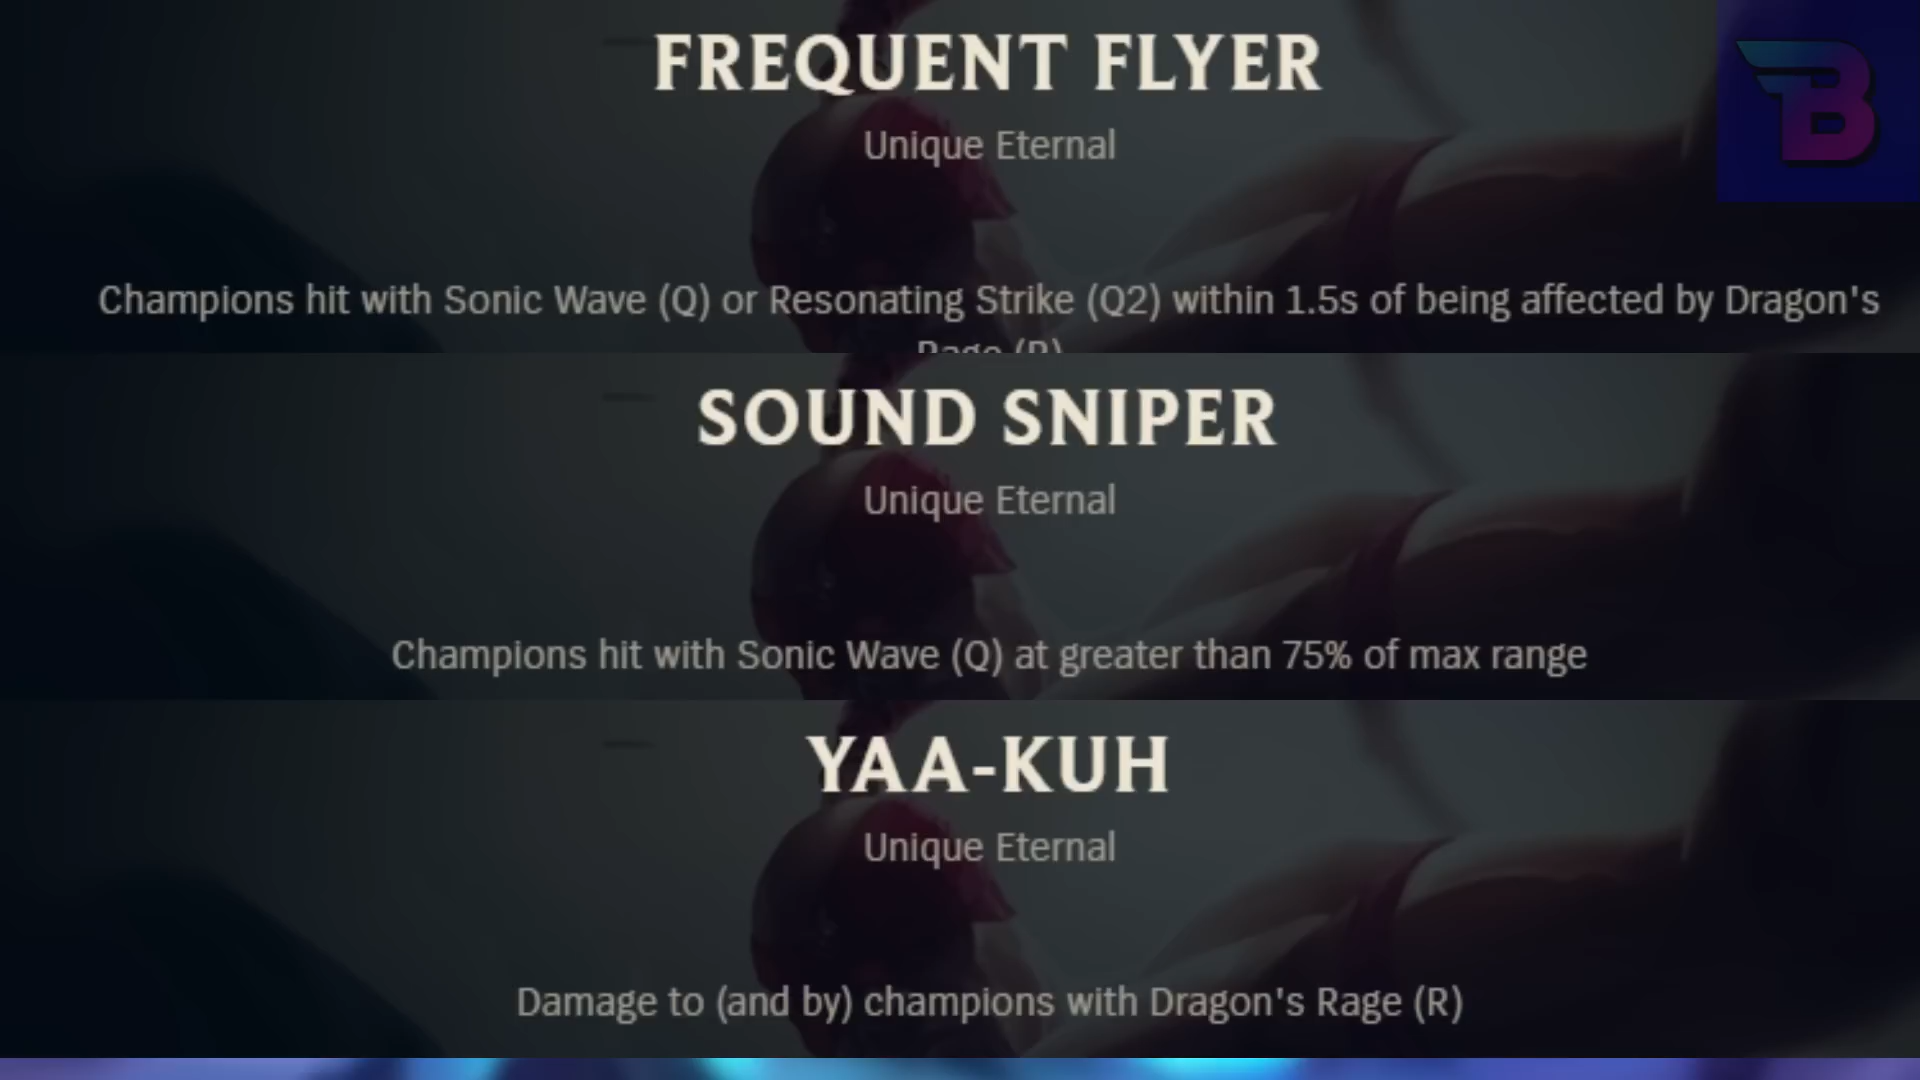 FREQUENT FLYER
B
Unique Eternal
Champions hit with Sonic Wave (Q) or Resonating Strike (Q2) within 1.5s of being affected by Dragon's
Rage (R)
SOUND SNIPER
Unique Eternal
Champions hit with Sonic Wave (Q) at greater than 75% of max range
YAA-KUH
Unique Eternal
Damage to (and by) champions with Dragon's Rage (R)